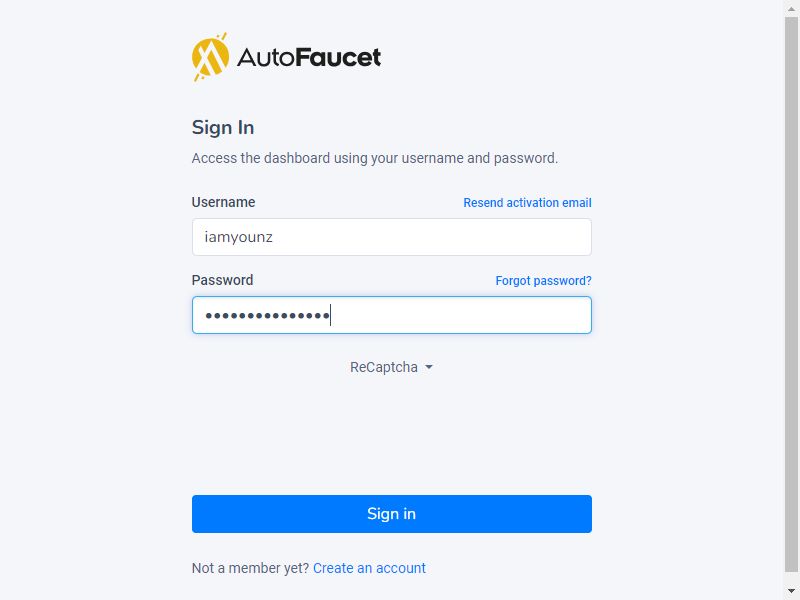 AutoFaucet
Sign In
Access the dashboard using your username and password.
Username Resend activation email
iamyounz
Password Forgot password?
•••••••••••••••
ReCaptcha
Sign in
Not a member yet? Create an account